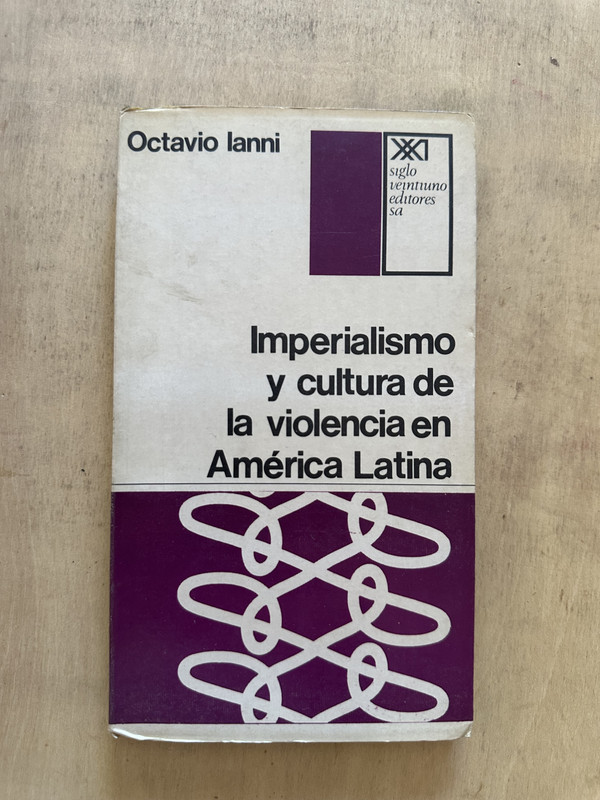 Octavio Ianni
XXI
siglo
veintiuno
editores
sa
Imperialismo
y cultura de
la violencia en
América Latina